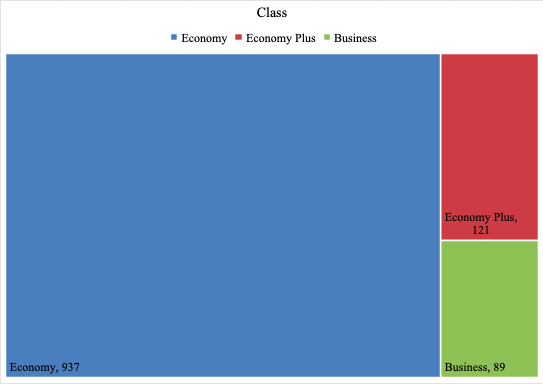 Class
Economy Economy Plus Business
Economy Plus,
121
Economy, 937
Business, 89